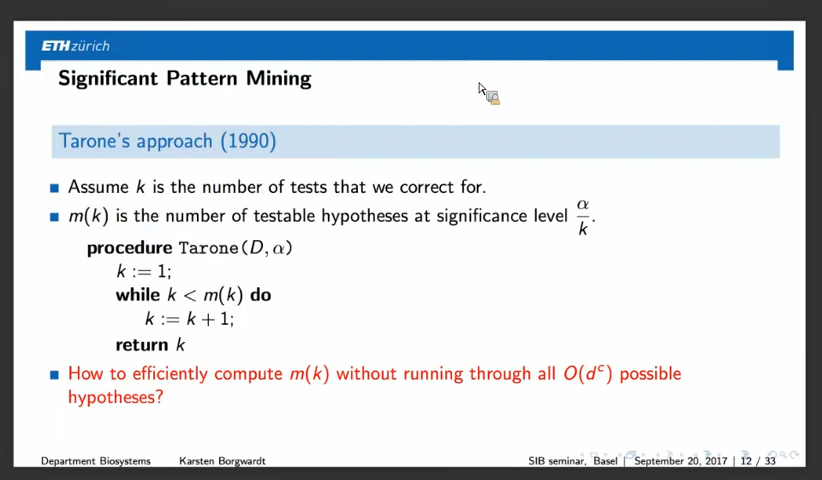 ETH zürich
Significant Pattern Mining
Tarone's approach (1990)
Assume k is the number of tests that we correct for.
m(k) is the number of testable hypotheses at significance level α/k.
procedure Tarone(D, α)
k := 1;
while k < m(k) do
k := k + 1;
return k
How to efficiently compute m(k) without running through all O(dᶜ) possible
hypotheses?
Department Biosystems Karsten Borgwardt SIB seminar, Basel | September 20, 2017 | 12 / 33